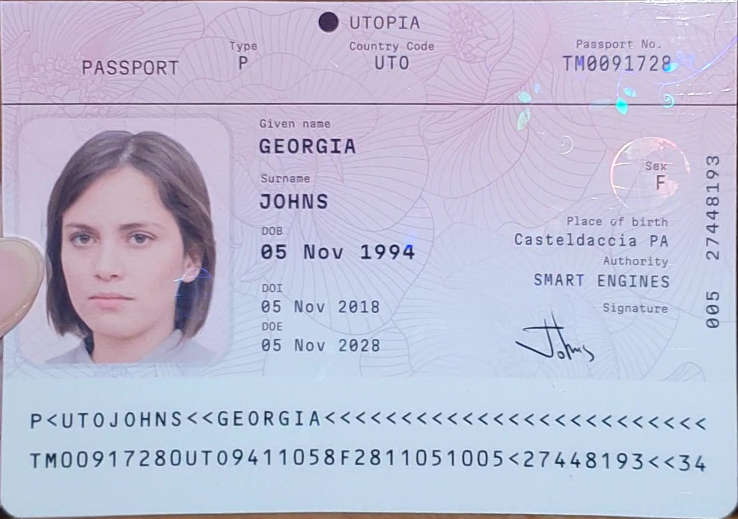 UTOPIA
PASSPORT
Type
P
Country Code
UTO
Passport No.
TM0091728
Given name
GEORGIA
Surname
JOHNS
DOB
05 Nov 1994
DOI
05 Nov 2018
DOE
05 Nov 2028
Sex
F
Place of birth
Casteldaccia PA
Authority
SMART ENGINES
Signature
Johns
005 27448193
P<UTOJOHNS<<GEORGIA<<<<<<<<<<<<<<<<<<<<<<<<<
TM00917280UTO9411058F2811051005<27448193<<34